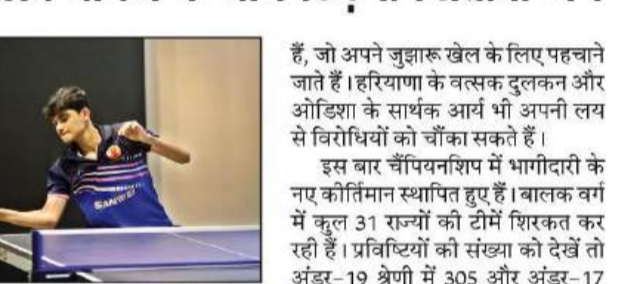 हैं, जो अपने जुझारू खेल के लिए पहचाने
जाते हैं।हरियाणा के वत्सक दुलकन और
ओडिशा के सार्थक आर्य भी अपनी लय
से विरोधियों को चौंका सकते हैं।
इस बार चैंपियनशिप में भागीदारी के
नए कीर्तिमान स्थापित हुए हैं।बालक वर्ग
में कुल 31 राज्यों की टीमें शिरकत कर
रही हैं। प्रविष्टियों की संख्या को देखें तो
अंडर-19 श्रेणी में 305 और अंडर-17
SANWEI